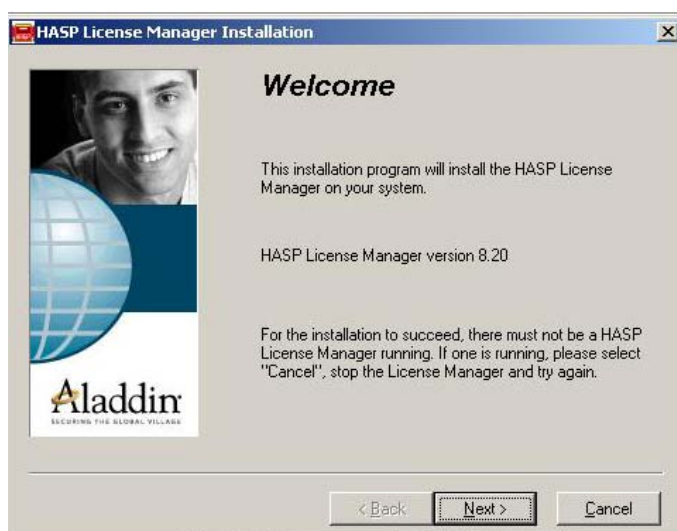 HASP License Manager Installation
Welcome
This installation program will install the HASP License
Manager on your system.
HASP License Manager version 8.20
For the installation to succeed, there must not be a HASP
License Manager running. If one is running, please select
"Cancel", stop the License Manager and try again.
Aladdin
SECURING THE GLOBAL VILLAGE
< Back
Next >
Cancel